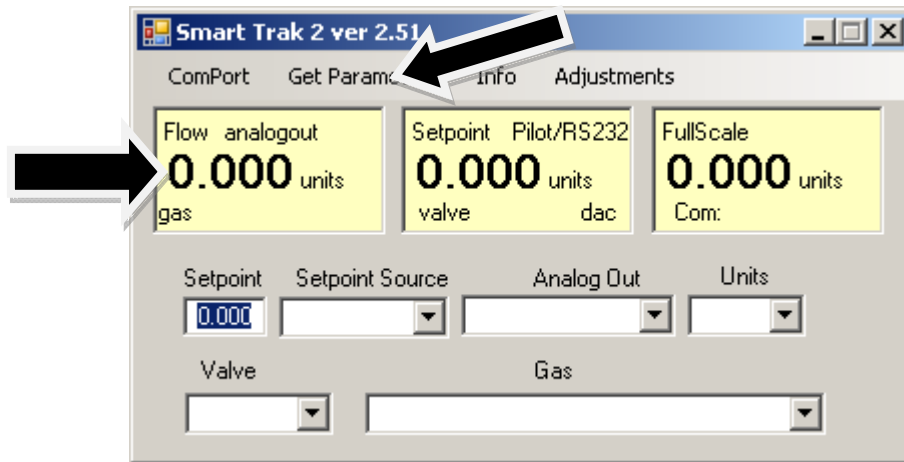 Smart Trak 2 ver 2.51
ComPort Get Info Adjustments
Flow analogout
0.000 units
gas
Setpoint Pilot/RS232
0.000 units
valve dac
FullScale
0.000 units
Com:
Setpoint Setpoint Source Analog Out Units
0.000
Valve Gas